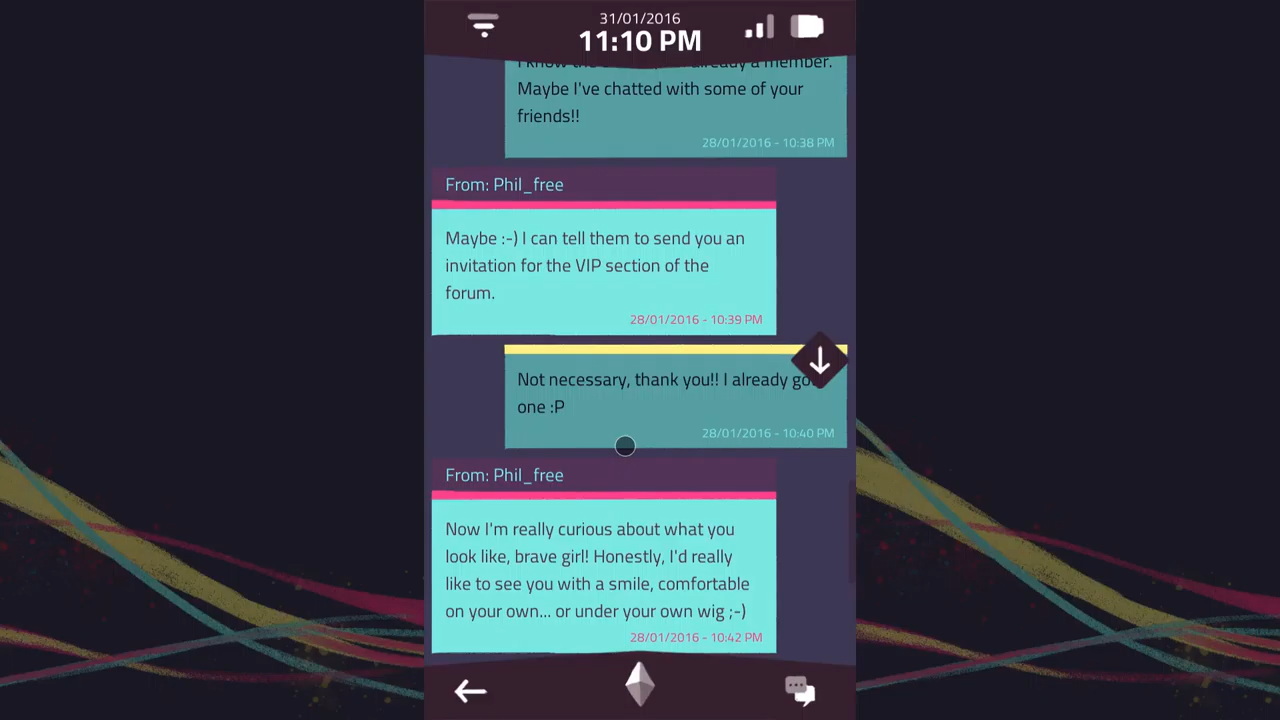 31/01/2016
11:10 PM
already a member.
Maybe I've chatted with some of your
friends!!
28/01/2016 - 10:38 PM
From: Phil_free
Maybe :-) I can tell them to send you an
invitation for the VIP section of the
forum.
28/01/2016 - 10:39 PM
Not necessary, thank you!! I already
one :P
28/01/2016 - 10:40 PM
From: Phil_free
Now I'm really curious about what you
look like, brave girl! Honestly, I'd really
like to see you with a smile, comfortable
on your own... or under your own wig ;-)
28/01/2016 - 10:42 PM